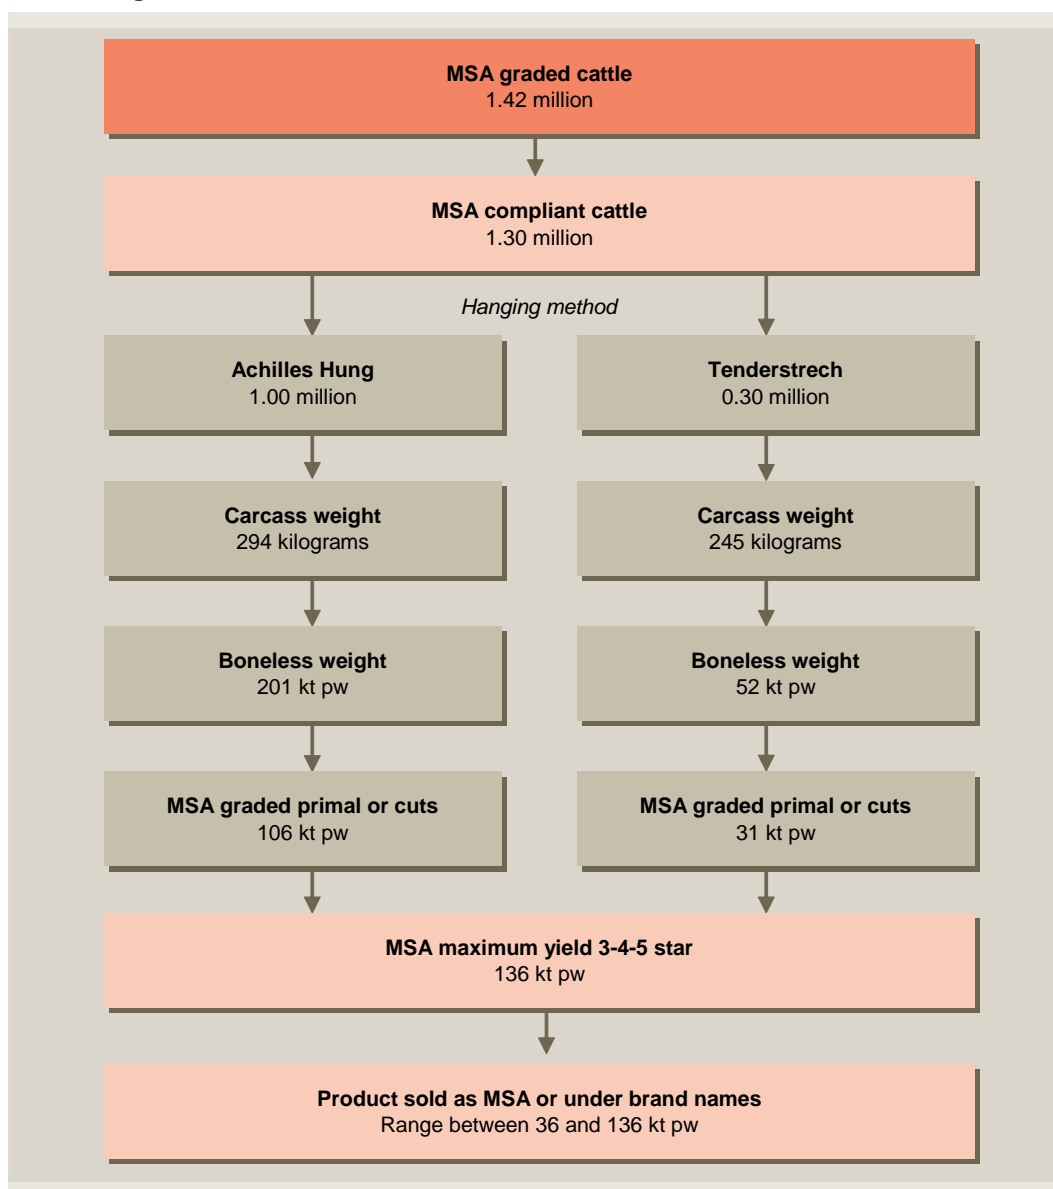 MSA graded cattle
1.42 million
MSA compliant cattle
1.30 million
Hanging method
Achilles Hung
1.00 million
Tenderstrech
0.30 million
Carcass weight
294 kilograms
Carcass weight
245 kilograms
Boneless weight
201 kt pw
Boneless weight
52 kt pw
MSA graded primal or cuts
106 kt pw
MSA graded primal or cuts
31 kt pw
MSA maximum yield 3-4-5 star
136 kt pw
Product sold as MSA or under brand names
Range between 36 and 136 kt pw